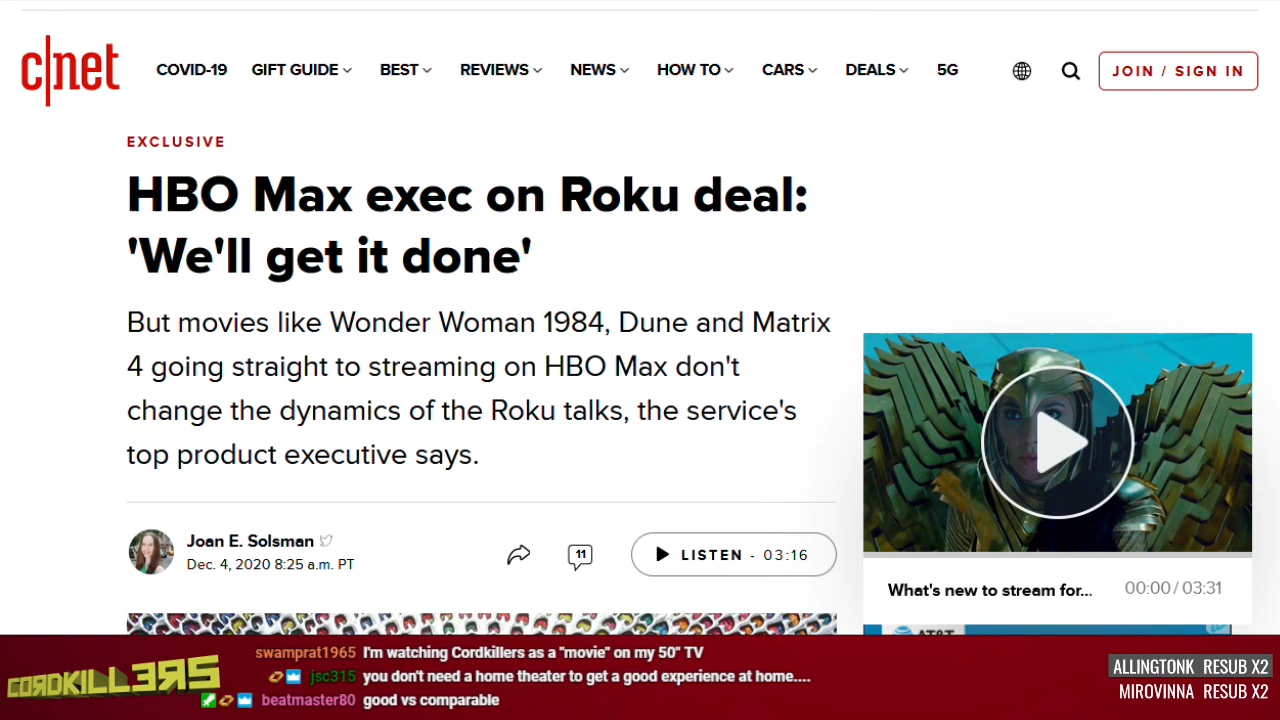 c|net
COVID-19 GIFT GUIDE BEST REVIEWS NEWS HOW TO CARS DEALS 5G JOIN / SIGN IN
EXCLUSIVE
HBO Max exec on Roku deal:
'We'll get it done'
But movies like Wonder Woman 1984, Dune and Matrix
4 going straight to streaming on HBO Max don't
change the dynamics of the Roku talks, the service's
top product executive says.
Joan E. Solsman
Dec. 4, 2020 8:25 a.m. PT
11
LISTEN - 03:16
What's new to stream for... 00:00 / 03:31
AT&T
CORDKILLERS
swamprat1965 I'm watching Cordkillers as a "movie" on my 50" TV
jsc315 you don't need a home theater to get a good experience at home....
beatmaster80 good vs comparable
ALLINGTONK RESUB X2
MIROVINNA RESUB X2